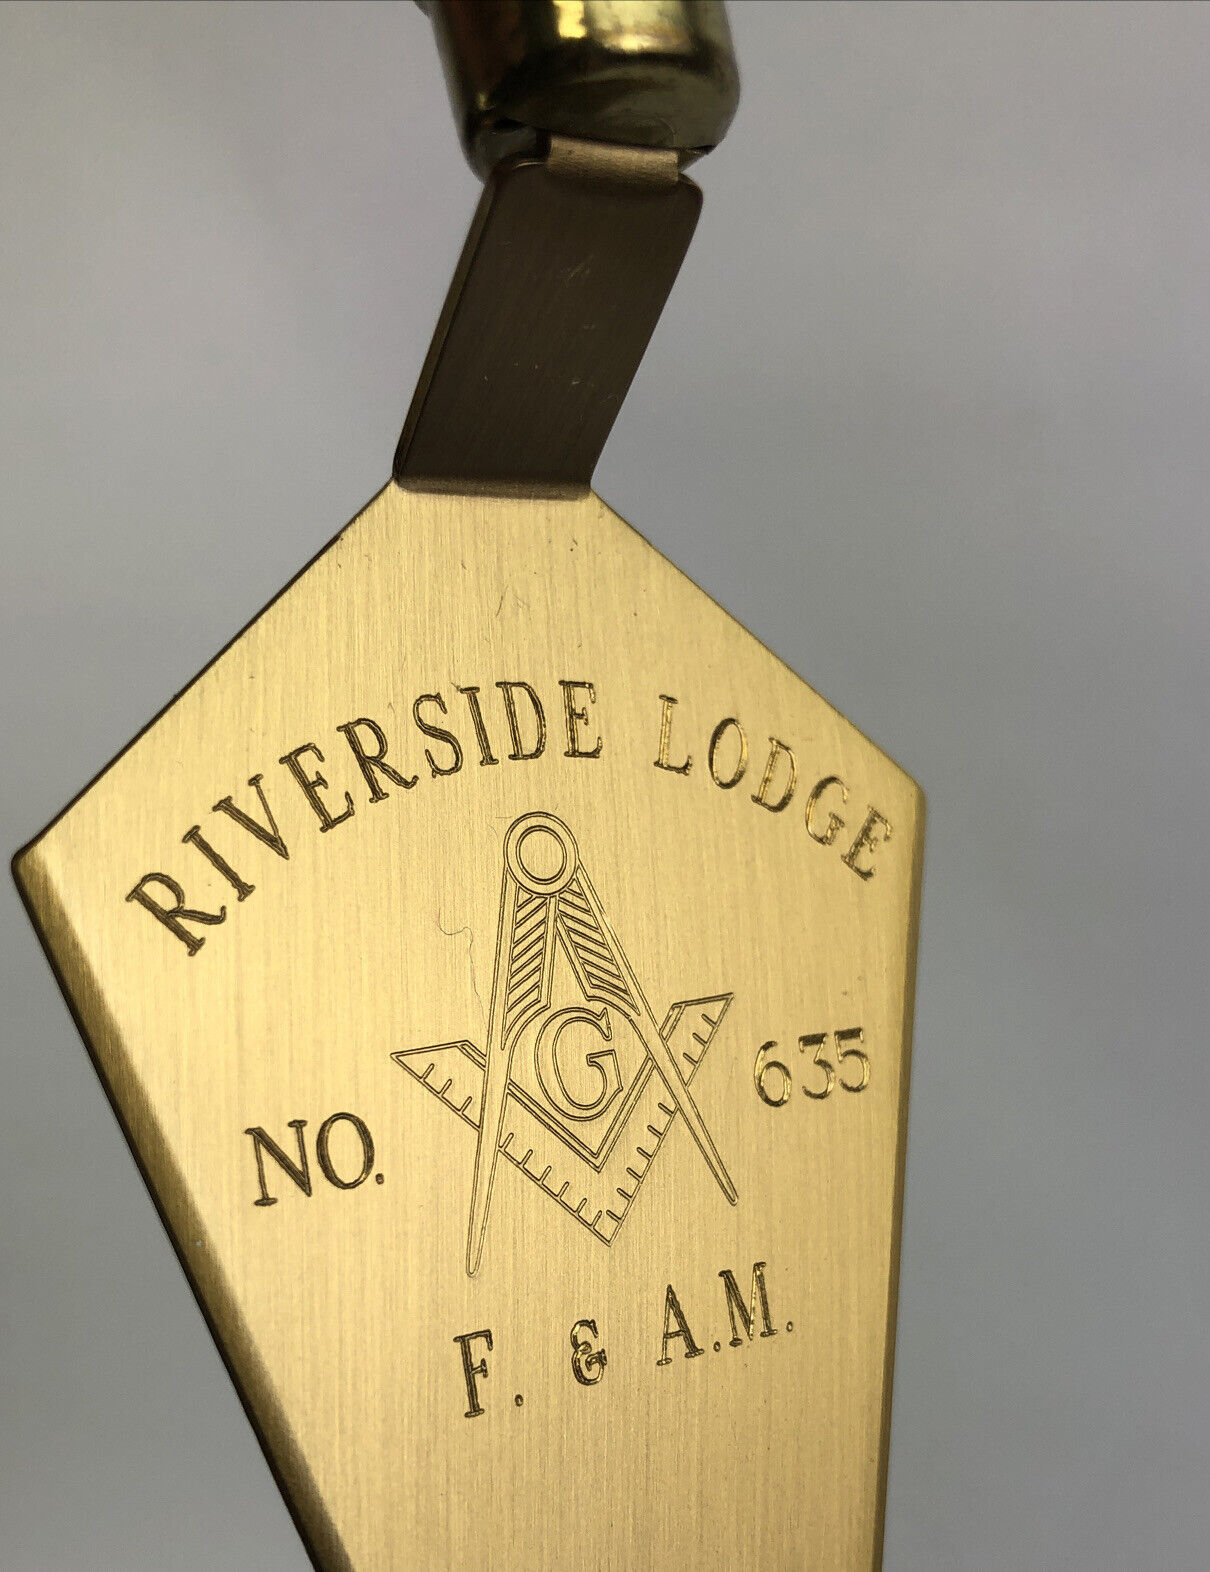 RIVERSIDE LODGE
G
NO. 635
F. & A.M.